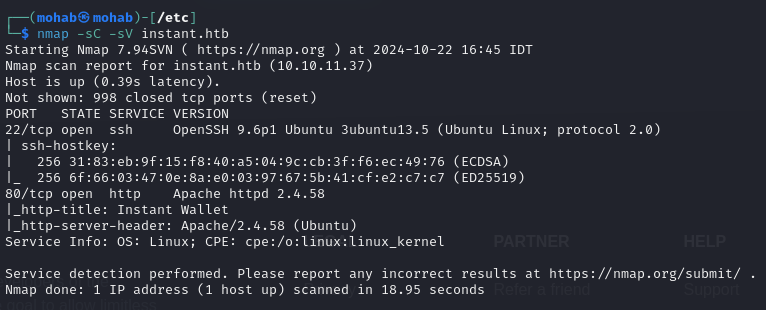 ┌──(mohab㉿mohab)-[/etc]
└─$ nmap -sC -sV instant.htb
Starting Nmap 7.94SVN ( https://nmap.org ) at 2024-10-22 16:45 IDT
Nmap scan report for instant.htb (10.10.11.37)
Host is up (0.39s latency).
Not shown: 998 closed tcp ports (reset)
PORT   STATE SERVICE VERSION
22/tcp open  ssh     OpenSSH 9.6p1 Ubuntu 3ubuntu13.5 (Ubuntu Linux; protocol 2.0)
| ssh-hostkey:
|   256 31:83:eb:9f:15:f8:40:a5:04:9c:cb:3f:f6:ec:49:76 (ECDSA)
|_  256 6f:66:03:47:0e:8a:e0:03:97:67:5b:41:cf:e2:c7:c7 (ED25519)
80/tcp open  http    Apache httpd 2.4.58
|_http-title: Instant Wallet
|_http-server-header: Apache/2.4.58 (Ubuntu)
Service Info: OS: Linux; CPE: cpe:/o:linux:linux_kernel
PARTNER HELP
Service detection performed. Please report any incorrect results at https://nmap.org/submit/ .
Nmap done: 1 IP address (1 host up) scanned in 18.95 seconds
Refer a friend Support
goal to allow limitless